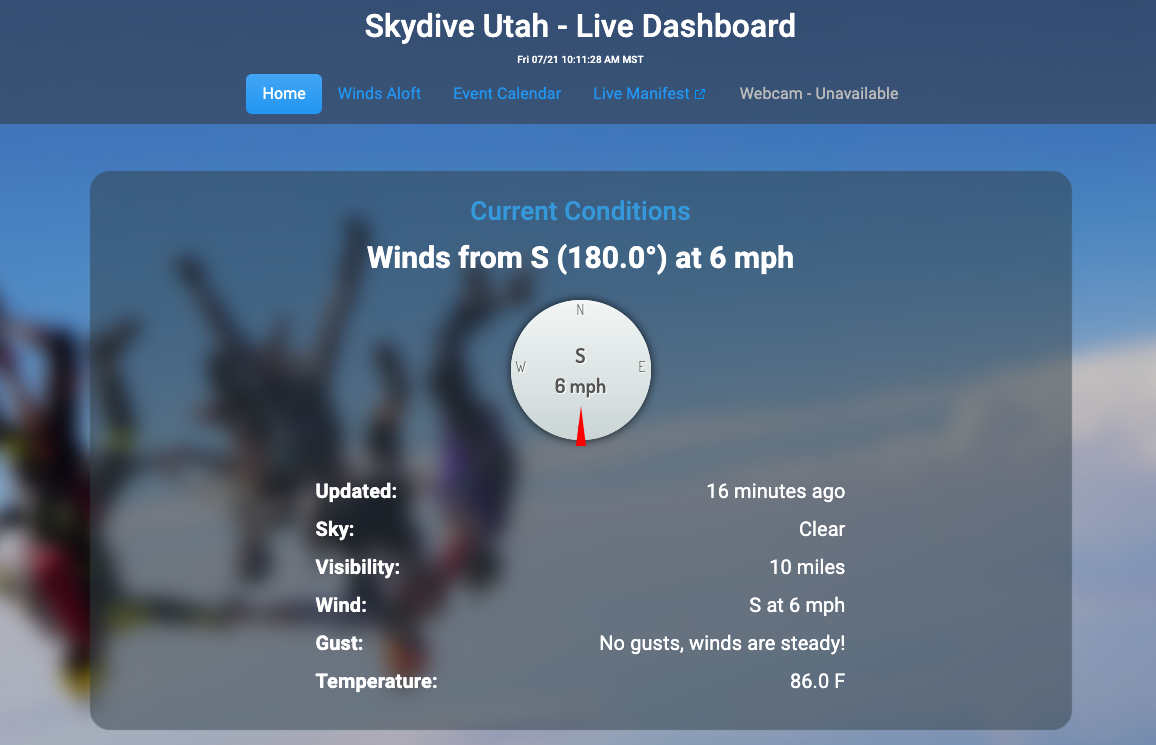 Skydive Utah - Live Dashboard
Fri 07/21 10:11:28 AM MST
Home Winds Aloft Event Calendar Live Manifest Webcam - Unavailable
Current Conditions
Winds from S (180.0°) at 6 mph
N
S
W E
6 mph
Updated: 16 minutes ago
Sky: Clear
Visibility: 10 miles
Wind: S at 6 mph
Gust: No gusts, winds are steady!
Temperature: 86.0 F